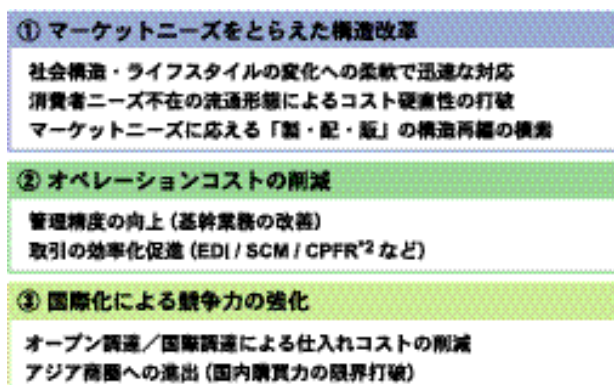 ① マーケットニーズをとらえた構造改革
社会構造・ライフスタイルの変化への柔軟で迅速な対応
消費者ニーズ不在の流通形態によるコスト硬直性の打破
マーケットニーズに応える「製・配・販」の構造再編の模索
② オペレーションコストの削減
管理精度の向上（基幹業務の改善）
取引の効率化促進（EDI / SCM / CPFR*2 など）
③ 国際化による競争力の強化
オープン調達／国際調達による仕入れコストの削減
アジア商圏への進出（国内購買力の限界打破）